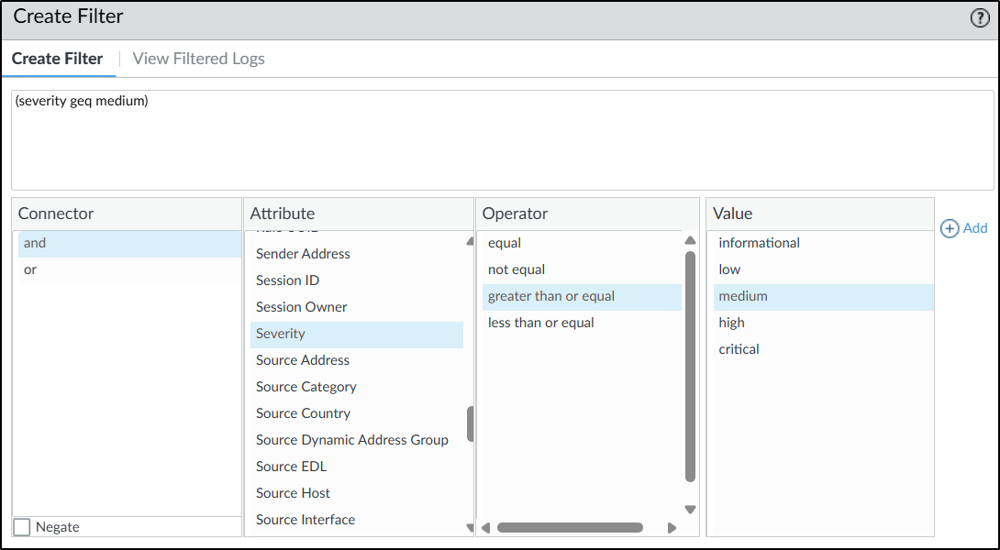 Create Filter
?
Create Filter
View Filtered Logs
(severity geq medium)
Connector
and
or
Negate
Attribute
Sender Address
Session ID
Session Owner
Severity
Source Address
Source Category
Source Country
Source Dynamic Address Group
Source EDL
Source Host
Source Interface
Operator
equal
not equal
greater than or equal
less than or equal
Value
informational
low
medium
high
critical
Add